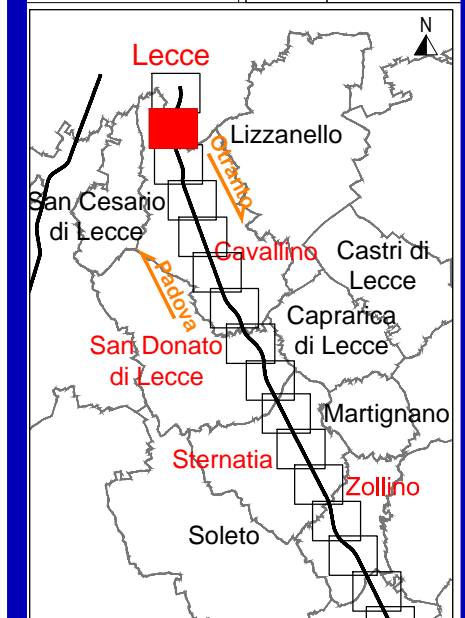 N
Lecce
Lizzanello
Otranto
San Cesario
di Lecce
Cavallino
Castri di
Lecce
Padova
Caprarica
di Lecce
San Donato
di Lecce
Martignano
Sternatia
Zollino
Soleto